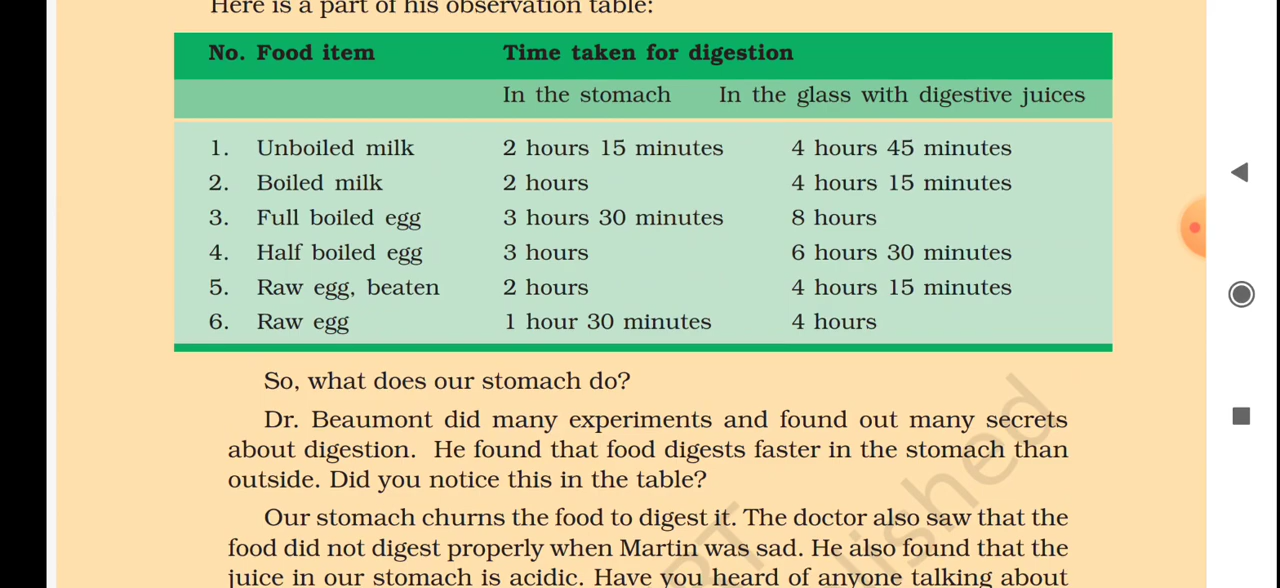 Here is a part of his observation table:
No. Food item Time taken for digestion
In the stomach In the glass with digestive juices
1. Unboiled milk 2 hours 15 minutes 4 hours 45 minutes
2. Boiled milk 2 hours 4 hours 15 minutes
3. Full boiled egg 3 hours 30 minutes 8 hours
4. Half boiled egg 3 hours 6 hours 30 minutes
5. Raw egg, beaten 2 hours 4 hours 15 minutes
6. Raw egg 1 hour 30 minutes 4 hours
So, what does our stomach do?
Dr. Beaumont did many experiments and found out many secrets
about digestion. He found that food digests faster in the stomach than
outside. Did you notice this in the table?
Our stomach churns the food to digest it. The doctor also saw that the
food did not digest properly when Martin was sad. He also found that the
juice in our stomach is acidic. Have you heard of anyone talking about